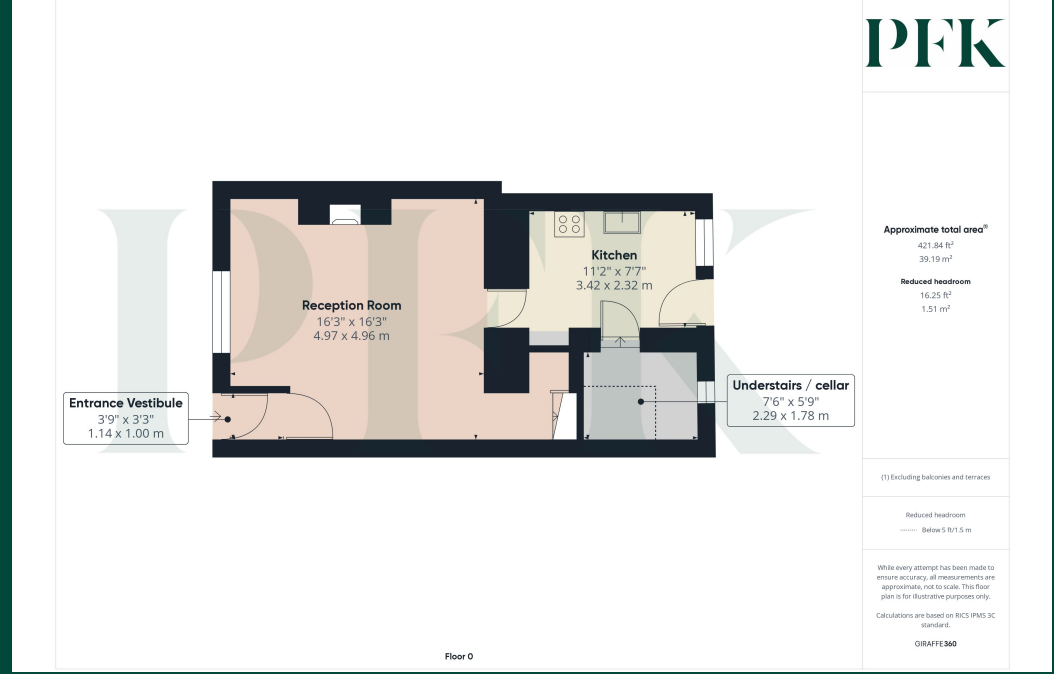 PFK
PFK
Kitchen
11'2" x 7'7"
3.42 x 2.32 m
Reception Room
16'3" x 16'3"
4.97 x 4.96 m
Entrance Vestibule
3'9" x 3'3"
1.14 x 1.00 m
Understairs / cellar
7'6" x 5'9"
2.29 x 1.78 m
Floor 0
Approximate total area⁽¹⁾
421.84 ft²
39.19 m²
Reduced headroom
16.25 ft²
1.51 m²
(1) Excluding balconies and terraces
Reduced headroom
Below 5 ft/1.5 m
While every attempt has been made to
ensure accuracy, all measurements are
approximate, not to scale. This floor
plan is for illustrative purposes only.
Calculations are based on RICS IPMS 3C
standard.
GIRAFFE360